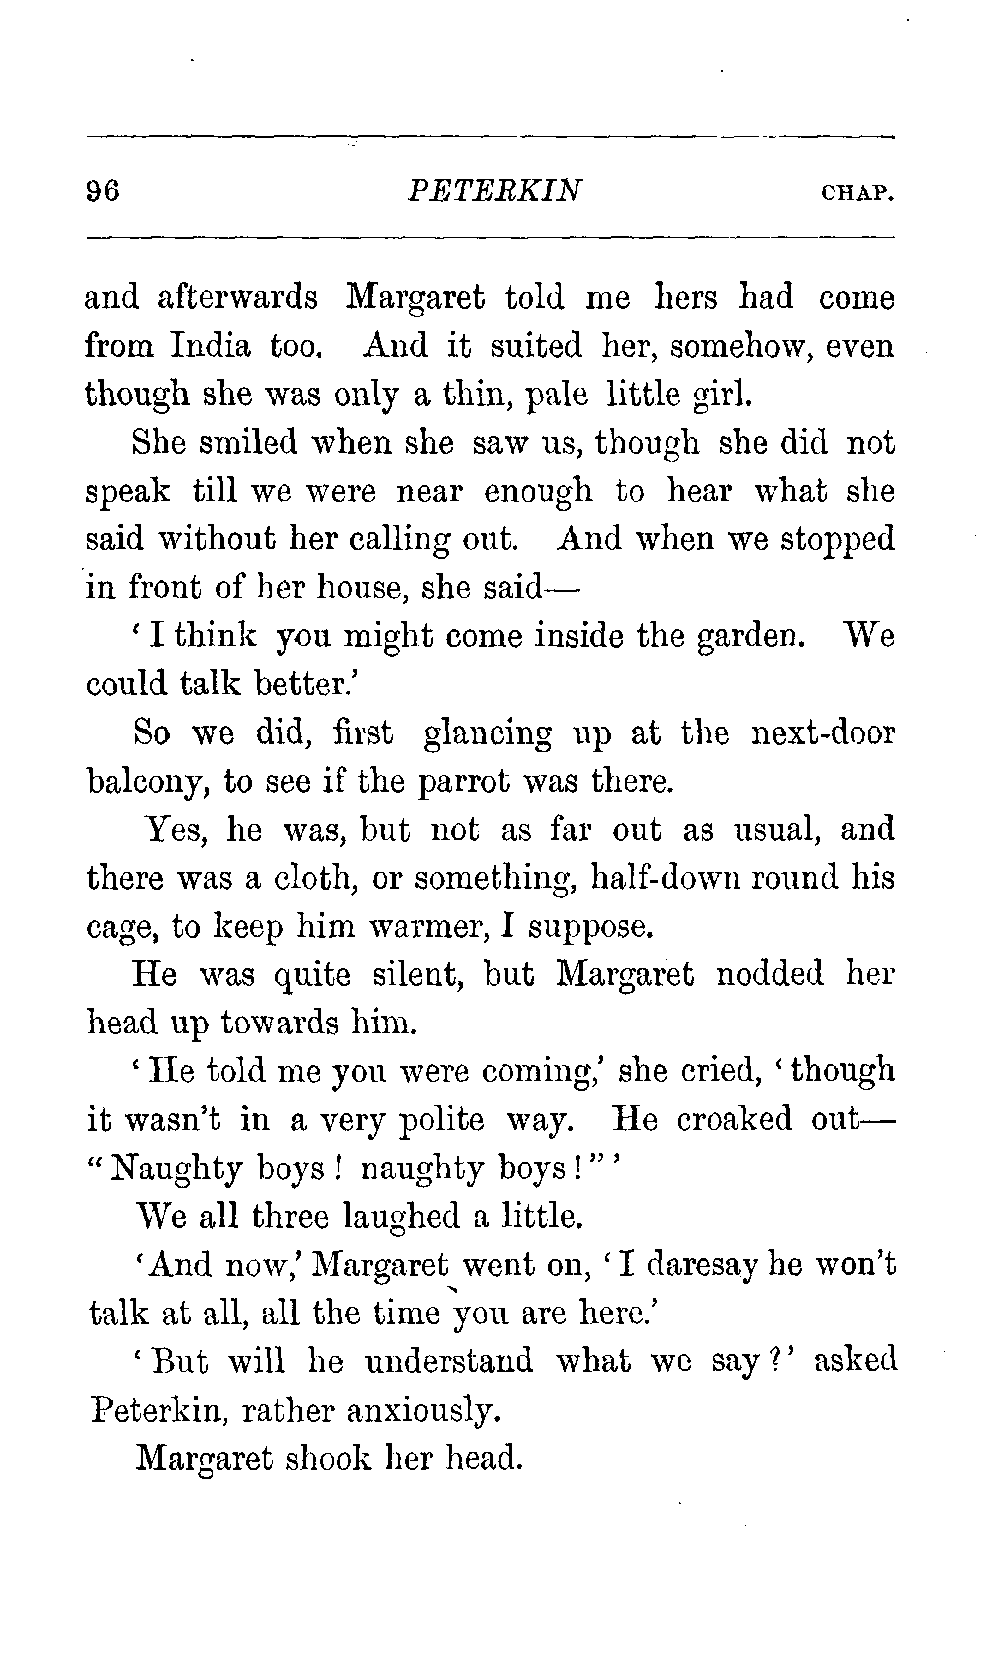 96 PETERKIN CHAP.
and afterwards Margaret told me hers had come
from India too. And it suited her, somehow, even
though she was only a thin, pale little girl.
She smiled when she saw us, though she did not
speak till we were near enough to hear what she
said without her calling out. And when we stopped
in front of her house, she said—
‘I think you might come inside the garden. We
could talk better.’
So we did, first glancing up at the next-door
balcony, to see if the parrot was there.
Yes, he was, but not as far out as usual, and
there was a cloth, or something, half-down round his
cage, to keep him warmer, I suppose.
He was quite silent, but Margaret nodded her
head up towards him.
‘He told me you were coming,’ she cried, ‘though
it wasn’t in a very polite way. He croaked out—
“Naughty boys! naughty boys!”’
We all three laughed a little.
‘And now,’ Margaret went on, ‘I daresay he won’t
talk at all, all the time you are here.’
‘But will he understand what we say?’ asked
Peterkin, rather anxiously.
Margaret shook her head.